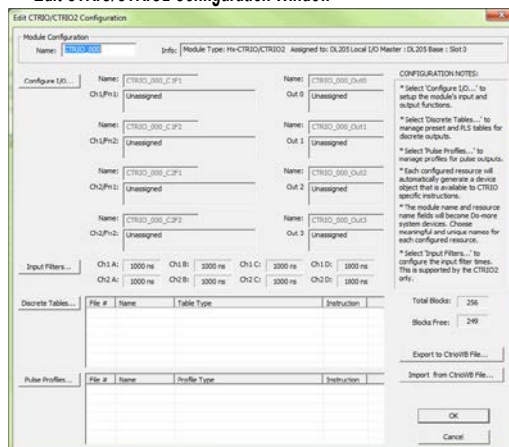 Edit CTRIO/CTRIO2 Configuration Window
Edit CTRIO/CTRIO2 Configuration
Module Configuration
Name: CTRIO_000
Info: Module Type: Hx-CTRIO/CTRIO2 Assigned to: DL205 Local I/O Master : DL205 Base : Slot 3
Configure I/O...
Name: CTRIO_000_C1F1
Ch1/Fn1: Unassigned
Name: CTRIO_000_Out0
Out 0 Unassigned
Name: CTRIO_000_C1F2
Ch1/Fn2: Unassigned
Name: CTRIO_000_Out1
Out 1 Unassigned
Name: CTRIO_000_C2F1
Ch2/Fn1: Unassigned
Name: CTRIO_000_Out2
Out 2 Unassigned
Name: CTRIO_000_C2F2
Ch2/Fn2: Unassigned
Name: CTRIO_000_Out3
Out 3 Unassigned
Input Filters...
Ch1 A: 1000 ns Ch1 B: 1000 ns Ch1 C: 1000 ns Ch1 D: 1000 ns
Ch2 A: 1000 ns Ch2 B: 1000 ns Ch2 C: 1000 ns Ch2 D: 1000 ns
Discrete Tables...
File # Name Table Type Instruction
Pulse Profiles...
File # Name Profile Type Instruction
CONFIGURATION NOTES:
* Select 'Configure I/O...' to
setup the module's input and
output functions.
* Select 'Discrete Tables...' to
manage preset and PLS tables for
discrete outputs.
* Select 'Pulse Profiles...' to
manage profiles for pulse outputs.
* Each configured resource will
automatically generate a device
object that is available to CTRIO
specific instructions.
* The module name and resource
name fields will become Do-more
system devices. Choose
meaningful and unique names for
each configured resource.
* Select 'Input Filters...' to
configure the input filter times.
This is supported by the CTRIO2
only.
Total Blocks: 256
Blocks Free: 249
Export to CtrioWB File...
Import from CtrioWB File...
OK
Cancel